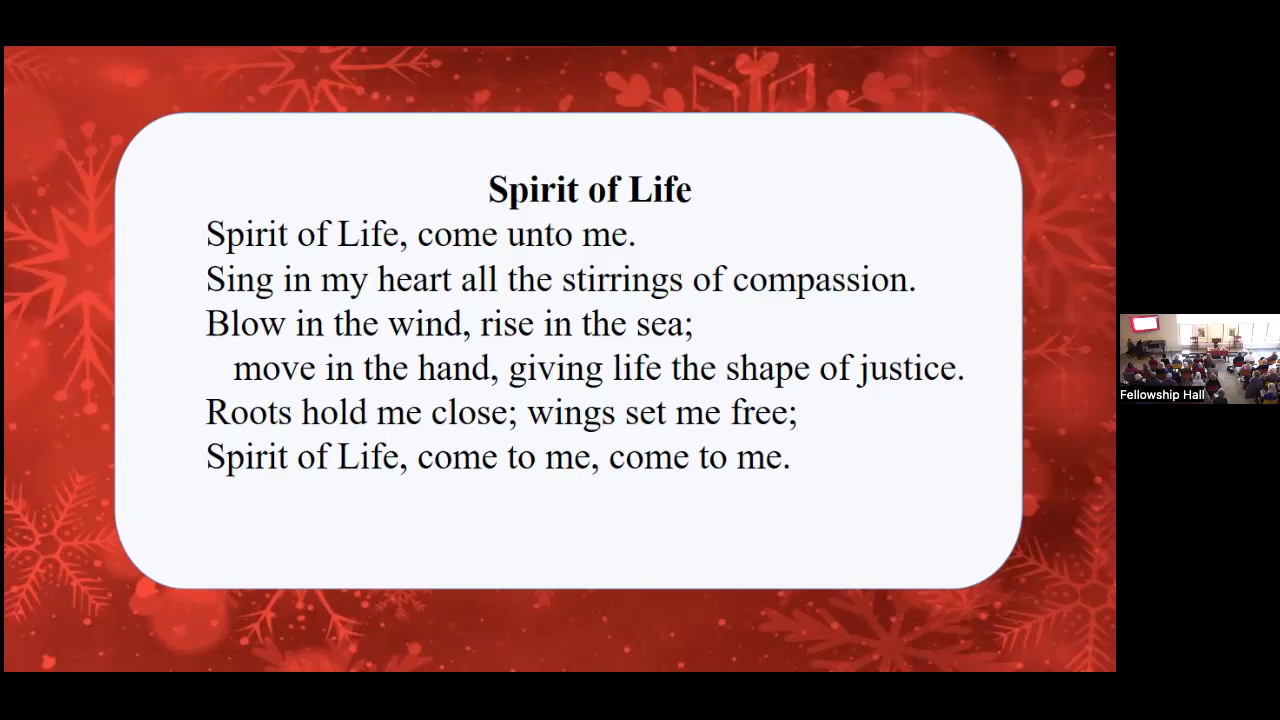 Spirit of Life
Spirit of Life, come unto me.
Sing in my heart all the stirrings of compassion.
Blow in the wind, rise in the sea;
move in the hand, giving life the shape of justice.
Roots hold me close; wings set me free;
Spirit of Life, come to me, come to me.
Fellowship Hall